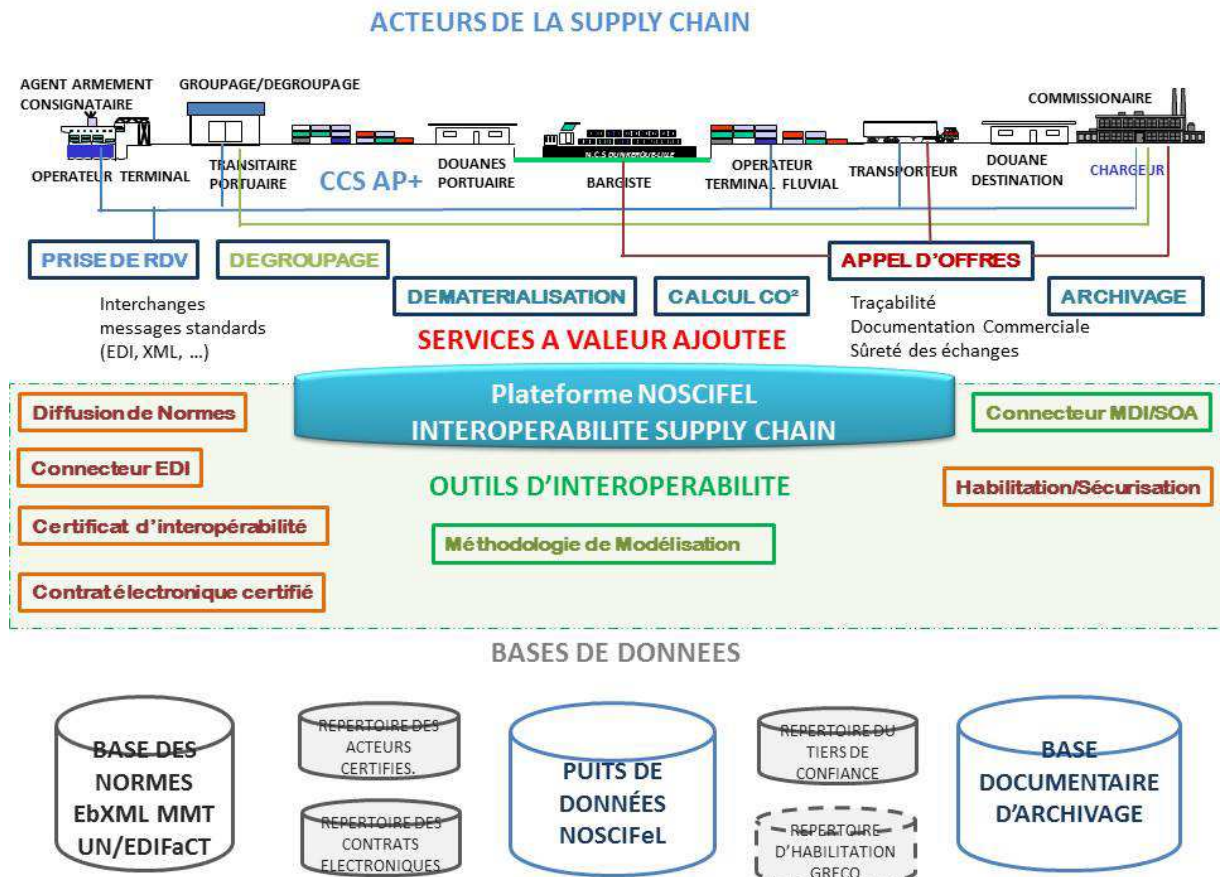 ACTEURS DE LA SUPPLY CHAIN
AGENT ARMEMENT
CONSIGNATAIRE
GROUPAGE/DEGROUPAGE
COMMISSIONAIRE
N.C.S DUNKERQUE-LILLE
OPERATEUR TERMINAL
TRANSITAIRE
PORTUAIRE
CCS AP+
DOUANES
PORTUAIRE
BARGISTE
OPERATEUR
TERMINAL FLUVIAL
TRANSPORTEUR
DOUANE
DESTINATION
CHARGEUR
PRISE DE RDV
DEGROUPAGE
APPEL D'OFFRES
DEMATERIALISATION
CALCUL CO²
ARCHIVAGE
Interchanges
messages standards
(EDI, XML, ...)
Traçabilité
Documentation Commerciale
Sûreté des échanges
SERVICES A VALEUR AJOUTEE
Plateforme NOSCIFEL
INTEROPERABILITE SUPPLY CHAIN
Diffusion de Normes
Connecteur MDI/SOA
Connecteur EDI
OUTILS D'INTEROPERABILITE
Habilitation/Sécurisation
Certificat d'interopérabilité
Méthodologie de Modélisation
Contrat électronique certifié
BASES DE DONNEES
BASE DES
NORMES
EbXML MMT
UN/EDIFaCT
REPERTOIRE DES
ACTEURS
CERTIFIES.
REPERTOIRE DES
CONTRATS
ELECTRONIQUES
PUITS DE
DONNÉES
NOSCIFeL
REPERTOIRE DU
TIERS DE
CONFIANCE
REPERTOIRE
D'HABILITATION
GRECO
BASE
DOCUMENTAIRE
D'ARCHIVAGE